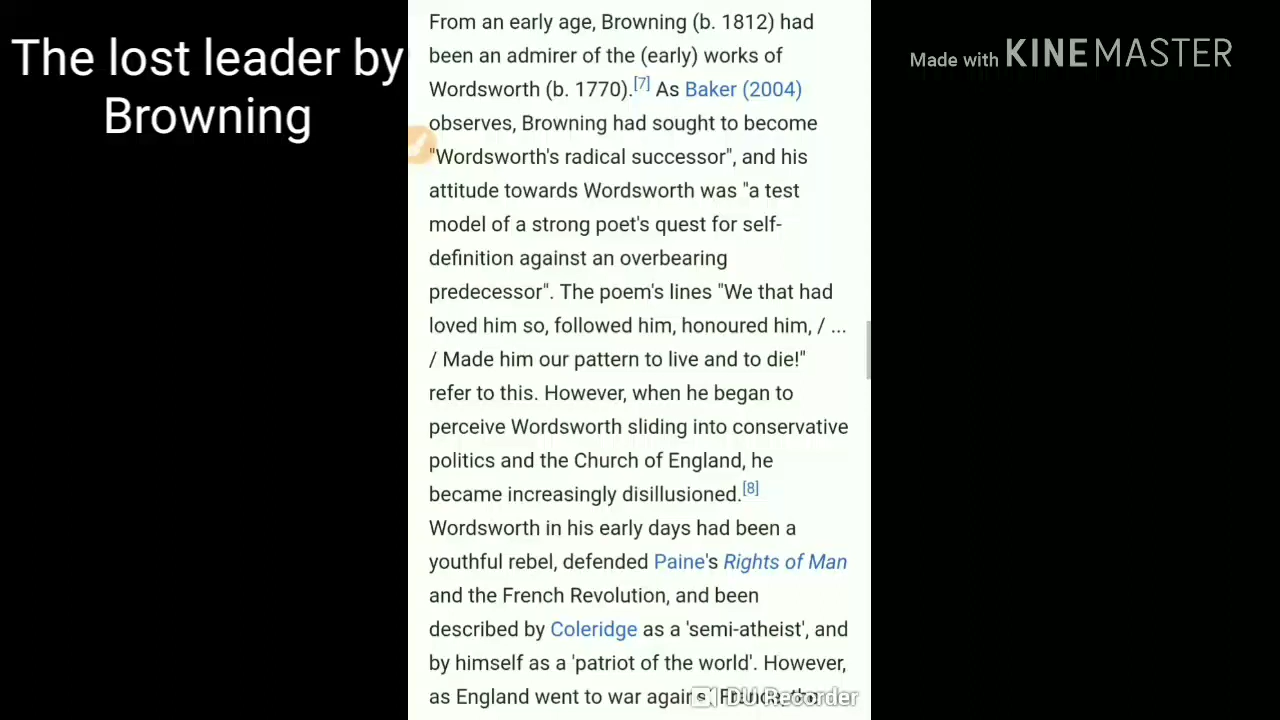 The lost leader by
Browning
Made with KINEMASTER
From an early age, Browning (b. 1812) had
been an admirer of the (early) works of
Wordsworth (b. 1770).[7] As Baker (2004)
observes, Browning had sought to become
"Wordsworth's radical successor", and his
attitude towards Wordsworth was "a test
model of a strong poet's quest for self-
definition against an overbearing
predecessor". The poem's lines "We that had
loved him so, followed him, honoured him, / ...
/ Made him our pattern to live and to die!"
refer to this. However, when he began to
perceive Wordsworth sliding into conservative
politics and the Church of England, he
became increasingly disillusioned.[8]
Wordsworth in his early days had been a
youthful rebel, defended Paine's Rights of Man
and the French Revolution, and been
described by Coleridge as a 'semi-atheist', and
by himself as a 'patriot of the world'. However,
as England went to war against France, the
DU Recorder